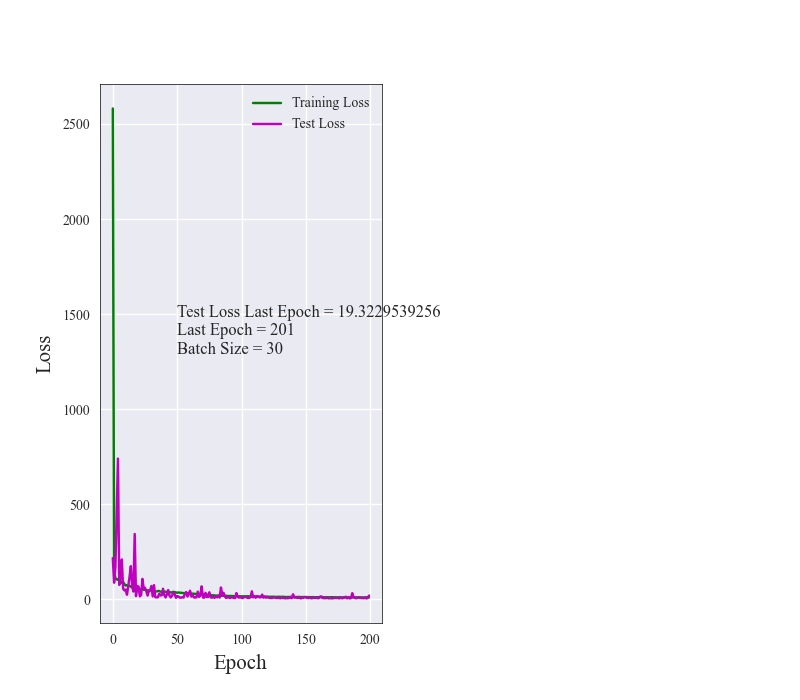 Training Loss
Test Loss
2500
2000
1500
1000
500
0
Test Loss Last Epoch = 19.3229539256
Last Epoch = 201
Batch Size = 30
Loss
0
50
100
150
200
Epoch